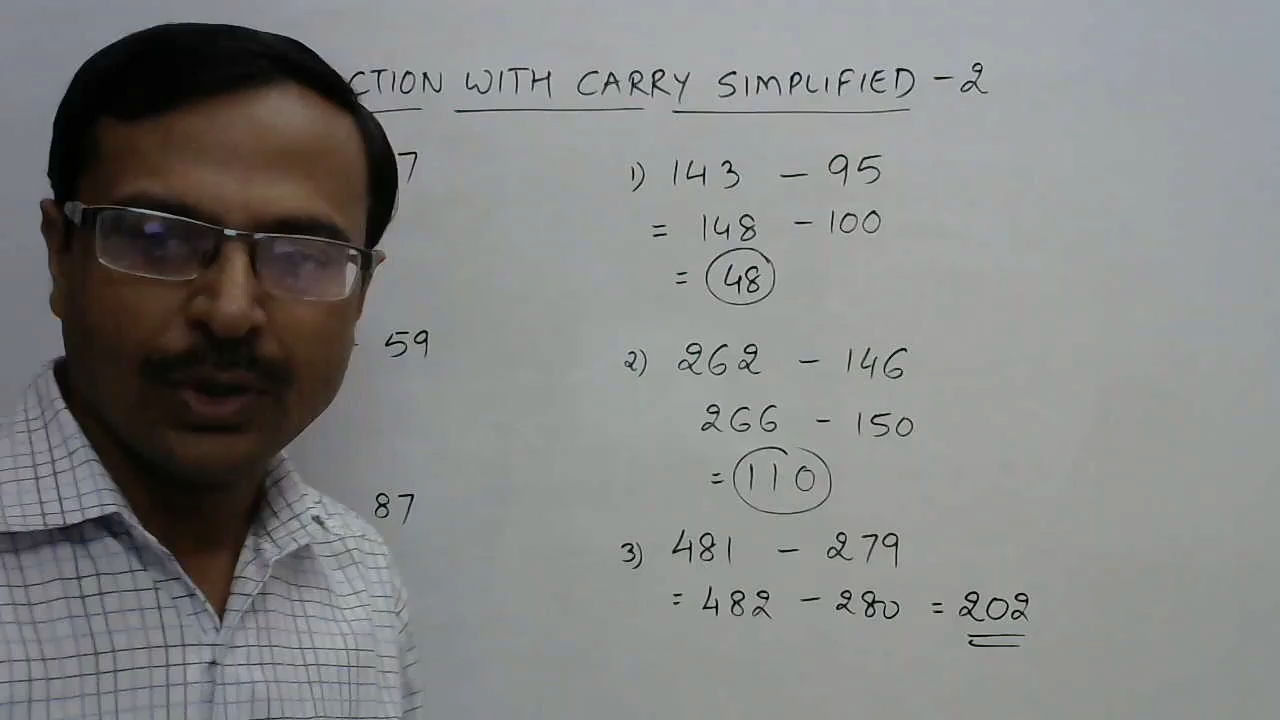 WITH CARRY SIMPLIFIED - 2
7
59
87
1) 143 - 95
= 148 - 100
= 48
2) 262 - 146
266 - 150
= 110
3) 481 - 279
= 482 - 280 = 202